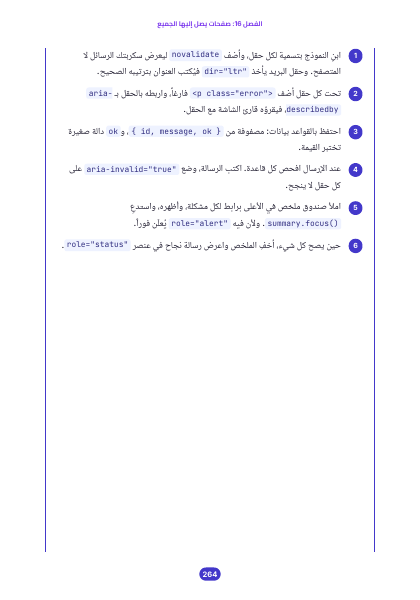 الفصل 16: صفحات يصل إليها الجميع
1 ابنِ النموذج بتسمية لكل حقل، وأضف novalidate ليعرض سكربتك الرسائل لا
المتصفح. وحقل البريد يأخذ dir="ltr" فيُكتب العنوان بترتيبه الصحيح.
2 تحت كل حقل أضف <p class="error"> فارغاً، واربطه بالحقل بـ aria-
describedby، فيقرؤه قارئ الشاشة مع الحقل.
3 احتفظ بالقواعد بيانات: مصفوفة من { id, message, ok }، و ok دالة صغيرة
تختبر القيمة.
4 عند الإرسال افحص كل قاعدة. اكتب الرسالة، وضع aria-invalid="true" على
كل حقل لا ينجح.
5 املأ صندوق ملخص في الأعلى برابط لكل مشكلة، وأظهره، واستدعِ
summary.focus(). ولأن فيه role="alert" يُعلن فوراً.
6 حين يصح كل شيء، أخفِ الملخص واعرض رسالة نجاح في عنصر role="status".
264